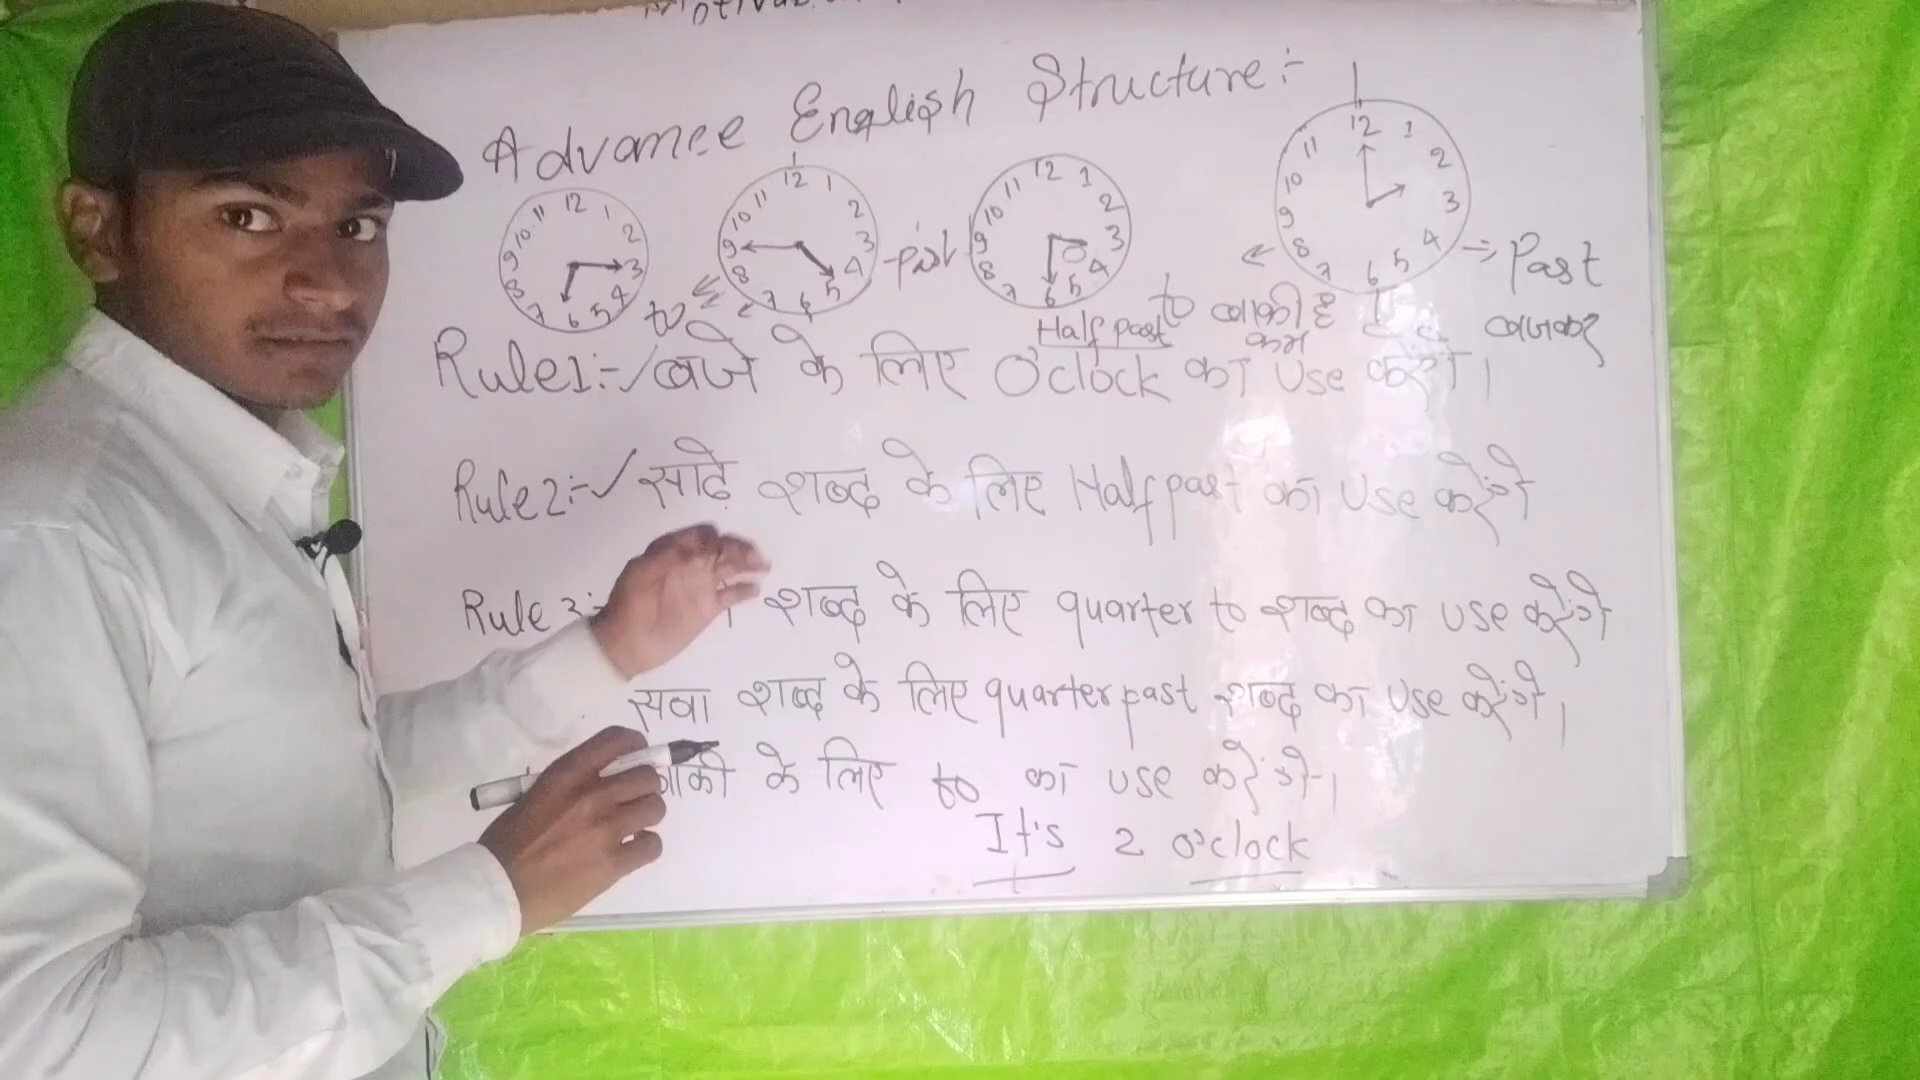 Advance English Structure:-
12 1 2 3 4 5 6 7 8 9 10 11
12 1 2 3 4 5 6 7 8 9 10 11
12 1 2 3 4 5 6 7 8 9 10 11
12 1 2 3 4 5 6 7 8 9 10 11
to
past
Half past
to बाकी है
कम
Past
बजकर
Rule1:- बजे के लिए O'clock का Use करेंगे।
Rule2:- साढ़े शब्द के लिए Half past का Use करेंगे
Rule 3:- शब्द के लिए quarter to शब्द का use करेंगे
सवा शब्द के लिए quarter past शब्द का use करेंगे।
बाकी के लिए to का use करेंगे।
It's 2 o'clock